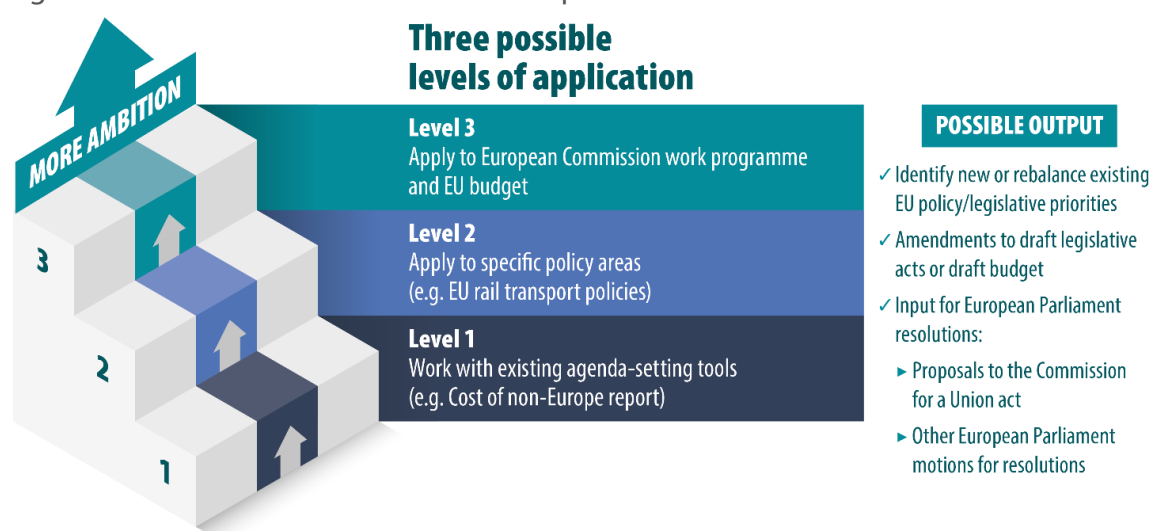 Three possible
levels of application
MORE AMBITION
Level 3
Apply to European Commission work programme
and EU budget
Level 2
Apply to specific policy areas
(e.g. EU rail transport policies)
Level 1
Work with existing agenda-setting tools
(e.g. Cost of non-Europe report)
3
2
1
POSSIBLE OUTPUT
✓ Identify new or rebalance existing
EU policy/legislative priorities
✓ Amendments to draft legislative
acts or draft budget
✓ Input for European Parliament
resolutions:
▸ Proposals to the Commission
for a Union act
▸ Other European Parliament
motions for resolutions